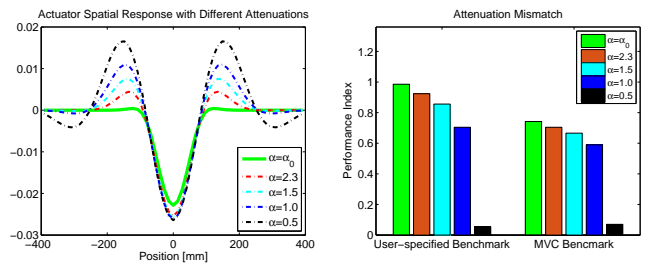 Actuator Spatial Response with Different Attenuations
0.02
0.01
0
−0.01
−0.02
−0.03
−400
−200
0
200
400
Position [mm]
α=α0
α=2.3
α=1.5
α=1.0
α=0.5
Attenuation Mismatch
Performance Index
1.2
1
0.8
0.6
0.4
0.2
0
User−specified Benchmark
MVC Bencmark
α=α0
α=2.3
α=1.5
α=1.0
α=0.5